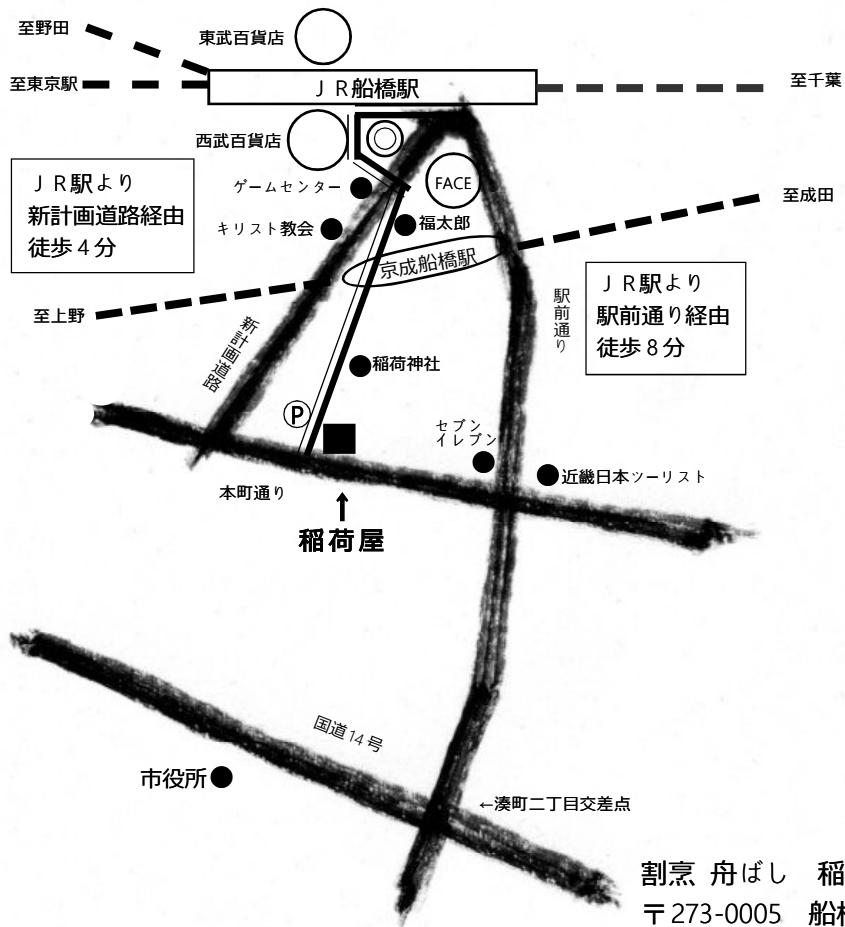 至野田
東武百貨店
至東京駅
ＪＲ船橋駅
至千葉
西武百貨店
ＪＲ駅より
新計画道路経由
徒歩４分
ゲームセンター
FACE
至成田
キリスト教会
福太郎
京成船橋駅
ＪＲ駅より
駅前通り経由
徒歩８分
至上野
駅前通り
新計画道路
稲荷神社
P
セブン
イレブン
近畿日本ツーリスト
本町通り
稲荷屋
国道14号
市役所
←湊町二丁目交差点
割烹 舟ばし 稲
〒273-0005 船